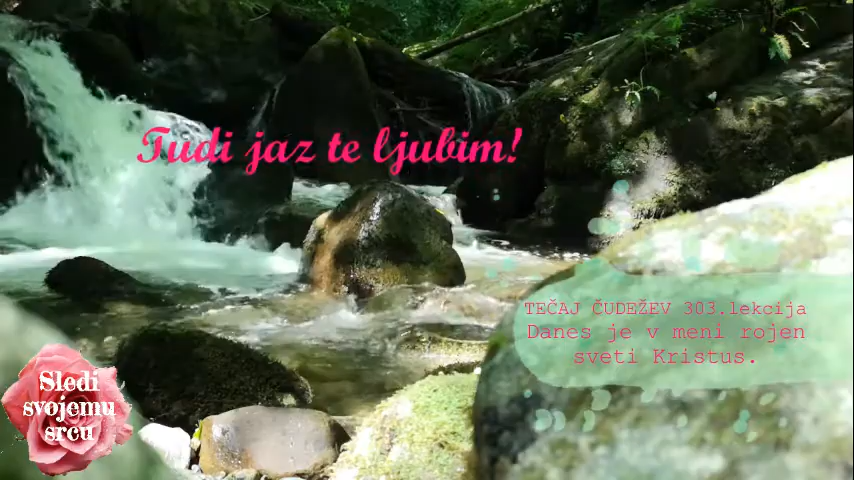 Tudi jaz te ljubim!
TEČAJ ČUDEŽEV 303.lekcija
Danes je v meni rojen
sveti Kristus.
Sledi
svojemu
srcu